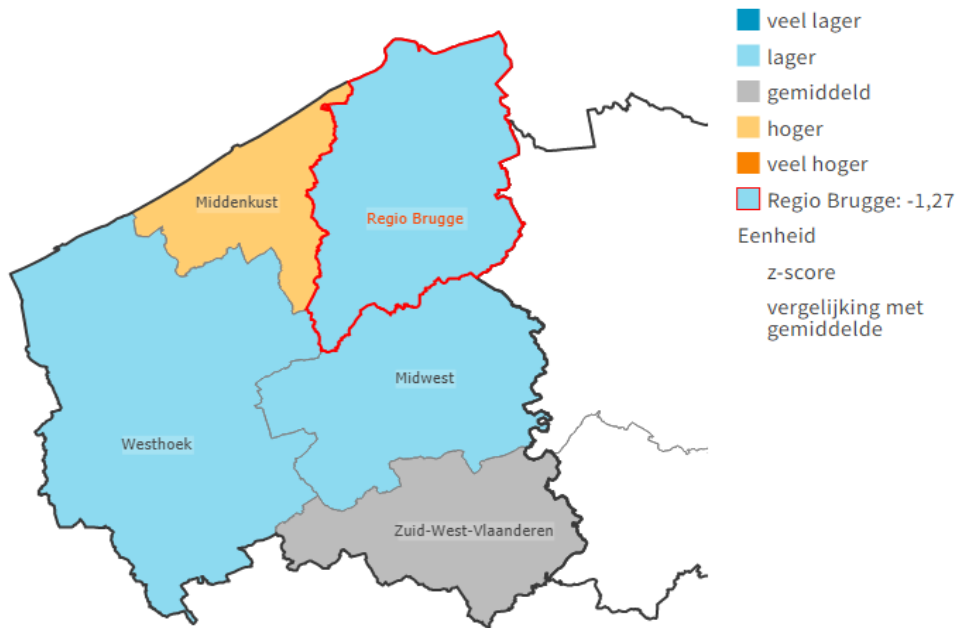 veel lager
lager
gemiddeld
hoger
veel hoger
Regio Brugge: -1,27
Eenheid
z-score
vergelijking met
gemiddelde
Middenkust
Regio Brugge
Midwest
Westhoek
Zuid-West-Vlaanderen